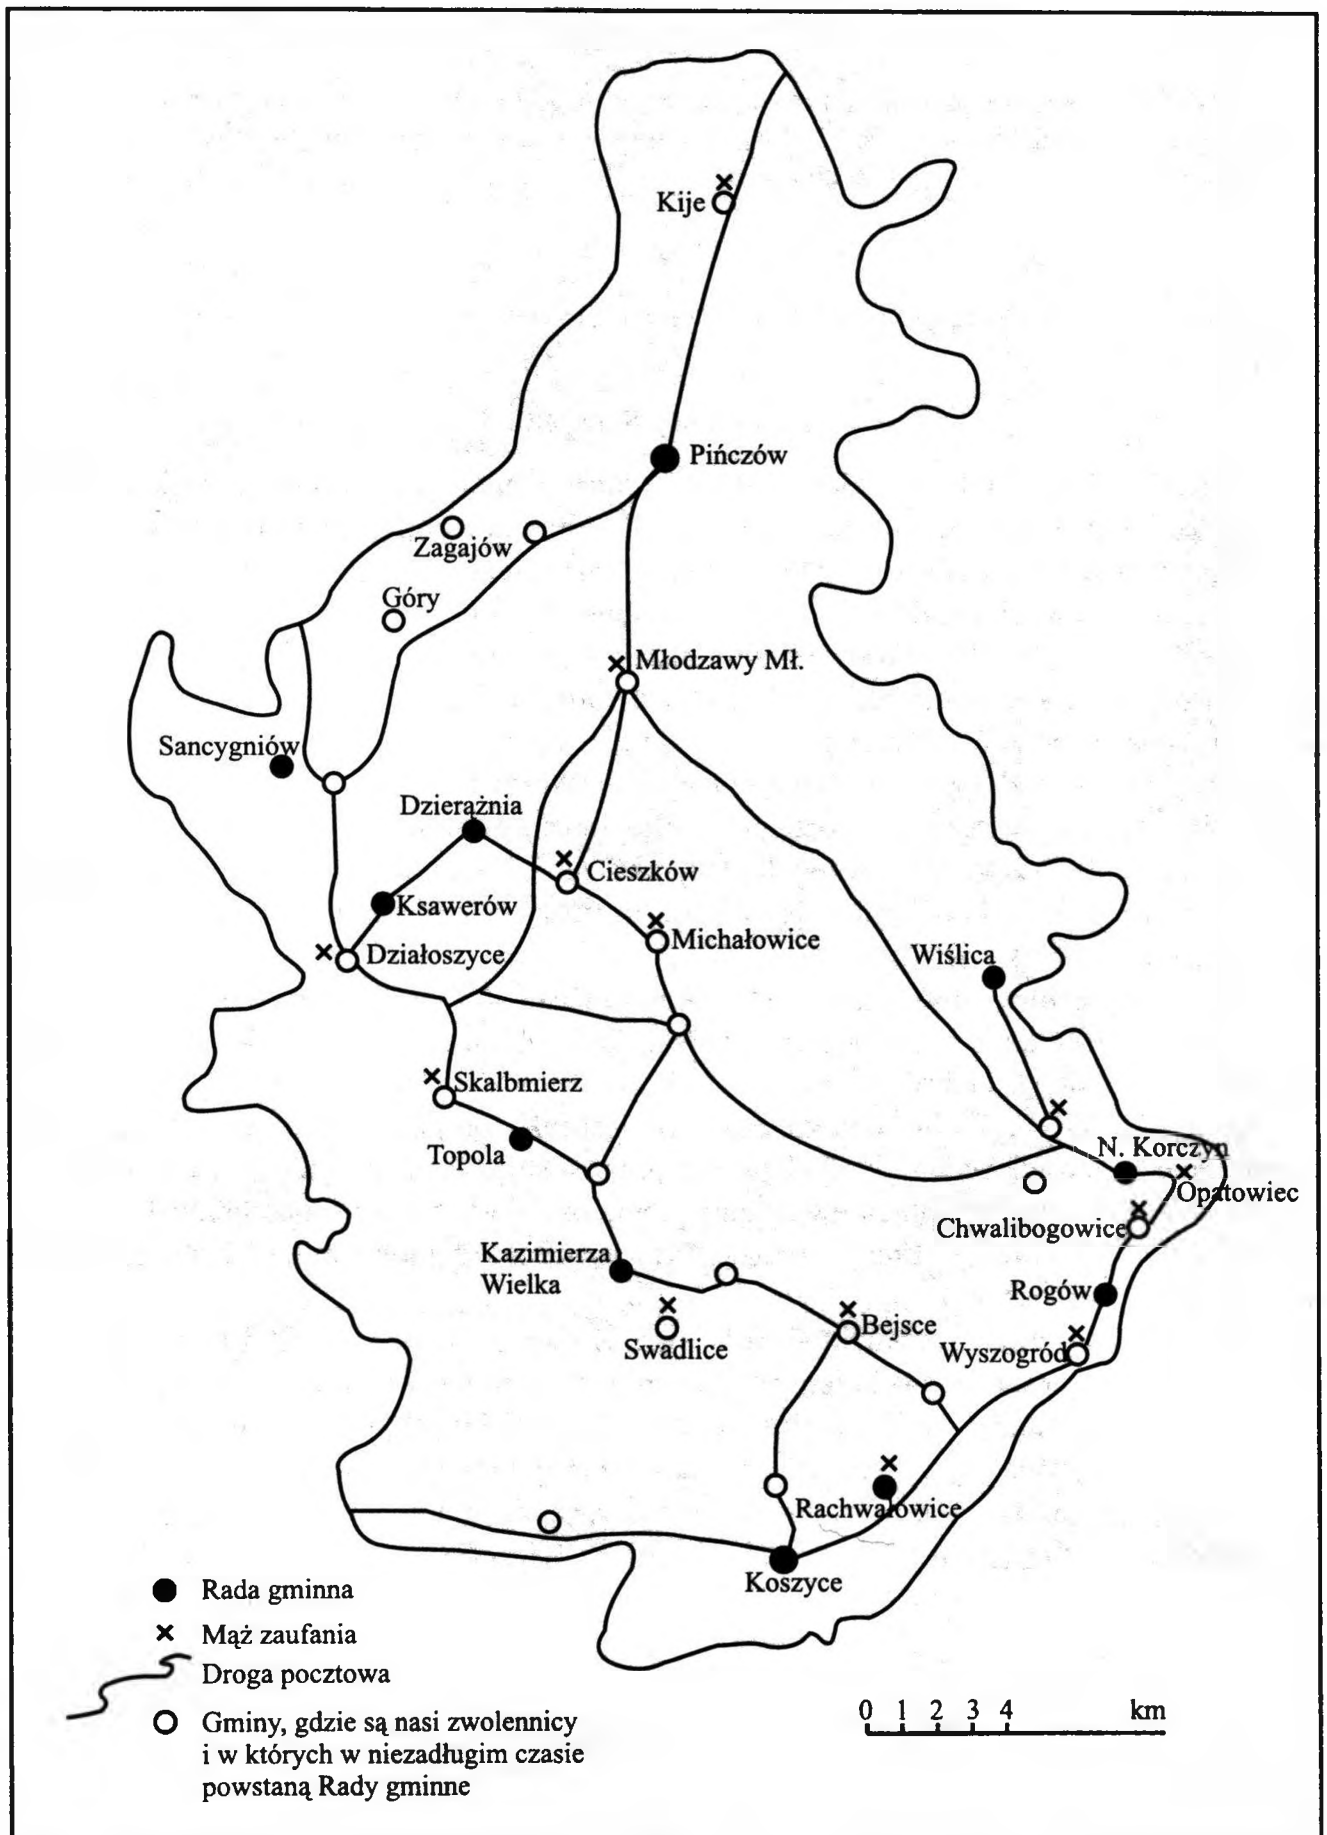 Kije
Pińczów
Zagajów
Góry
Młodzawy Mł.
Sancygniów
Dzierążnia
Cieszków
Ksawerów
Michałowice
Działoszyce
Wiślica
Skalbmierz
Topola
N. Korczyn
Opatowiec
Chwalibogowice
Kazimierza
Wielka
Rogów
Swadlice
Bejsce
Wyszogród
Rachwałowice
Koszyce
Rada gminna
Mąż zaufania
Droga pocztowa
Gminy, gdzie są nasi zwolennicy
i w których w niezadługim czasie
powstaną Rady gminne
0 1 2 3 4 km